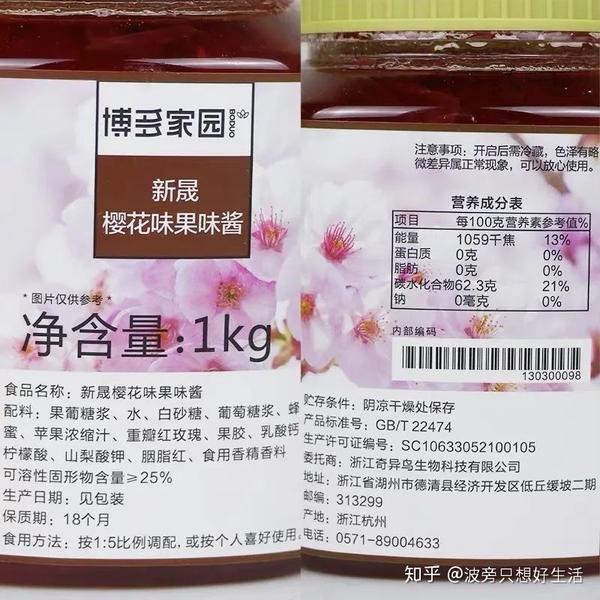 博多家园
BODUO
新晟
樱花味果味酱
*图片仅供参考*
净含量:1kg
食品名称：新晟樱花味果味酱
配料：果葡糖浆、水、白砂糖、葡萄糖浆、蜂
蜜、苹果浓缩汁、重瓣红玫瑰、果胶、乳酸钙
柠檬酸、山梨酸钾、胭脂红、食用香精香料
可溶性固形物含量≥25%
生产日期：见包装
保质期：18个月
食用方法：按1:5比例调配，或按个人喜好使用。
注意事项：开启后需冷藏，色泽有略
微差异属正常现象，可以放心使用。
营养成分表
项目 每100克 营养素参考值%
能量 1059千焦 13%
蛋白质 0克 0%
脂肪 0克 0%
碳水化合物 62.3克 21%
钠 0毫克 0%
内部编码
130300098
贮存条件：阴凉干燥处保存
产品标准号：GB/T 22474
生产许可证编号：SC10633052100105
委托商：浙江奇异鸟生物科技有限公司
地址：浙江省湖州市德清县经济开发区低丘缓坡二期
邮编：313299
产地：浙江杭州
电话：0571-89004633
知乎 @波旁只想好生活